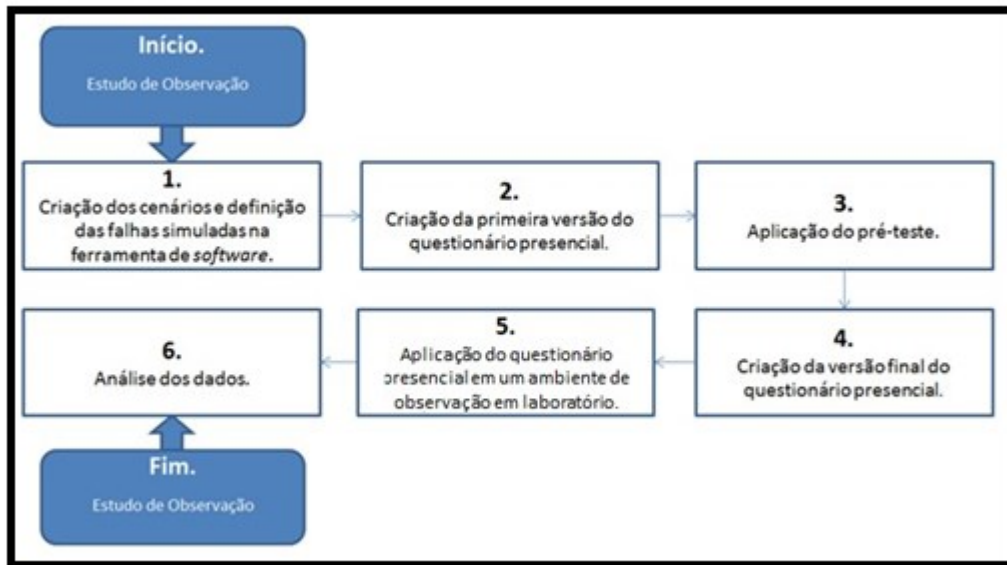 Início.
Estudo de Observação
1.
Criação dos cenários e definição
das falhas simuladas na
ferramenta de software.
2.
Criação da primeira versão do
questionário presencial.
3.
Aplicação do pré-teste.
4.
Criação da versão final do
questionário presencial.
5.
Aplicação do questionário
presencial em um ambiente de
observação em laboratório.
6.
Análise dos dados.
Fim.
Estudo de Observação